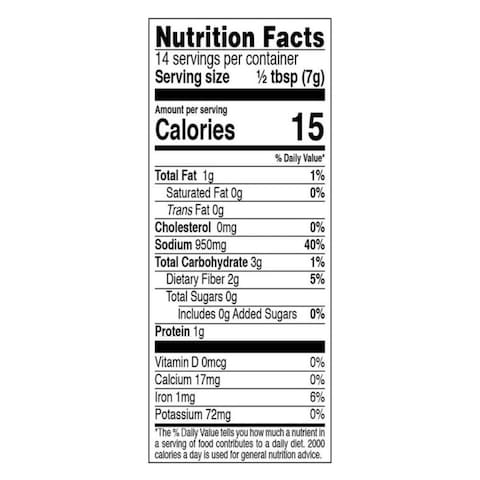 Nutrition Facts
14 servings per container
Serving size ½ tbsp (7g)
Amount per serving
Calories 15
% Daily Value*
Total Fat 1g 1%
Saturated Fat 0g 0%
Trans Fat 0g
Cholesterol 0mg 0%
Sodium 950mg 40%
Total Carbohydrate 3g 1%
Dietary Fiber 2g 5%
Total Sugars 0g
Includes 0g Added Sugars 0%
Protein 1g
Vitamin D 0mcg 0%
Calcium 17mg 0%
Iron 1mg 6%
Potassium 72mg 0%
*The % Daily Value tells you how much a nutrient in
a serving of food contributes to a daily diet. 2000
calories a day is used for general nutrition advice.